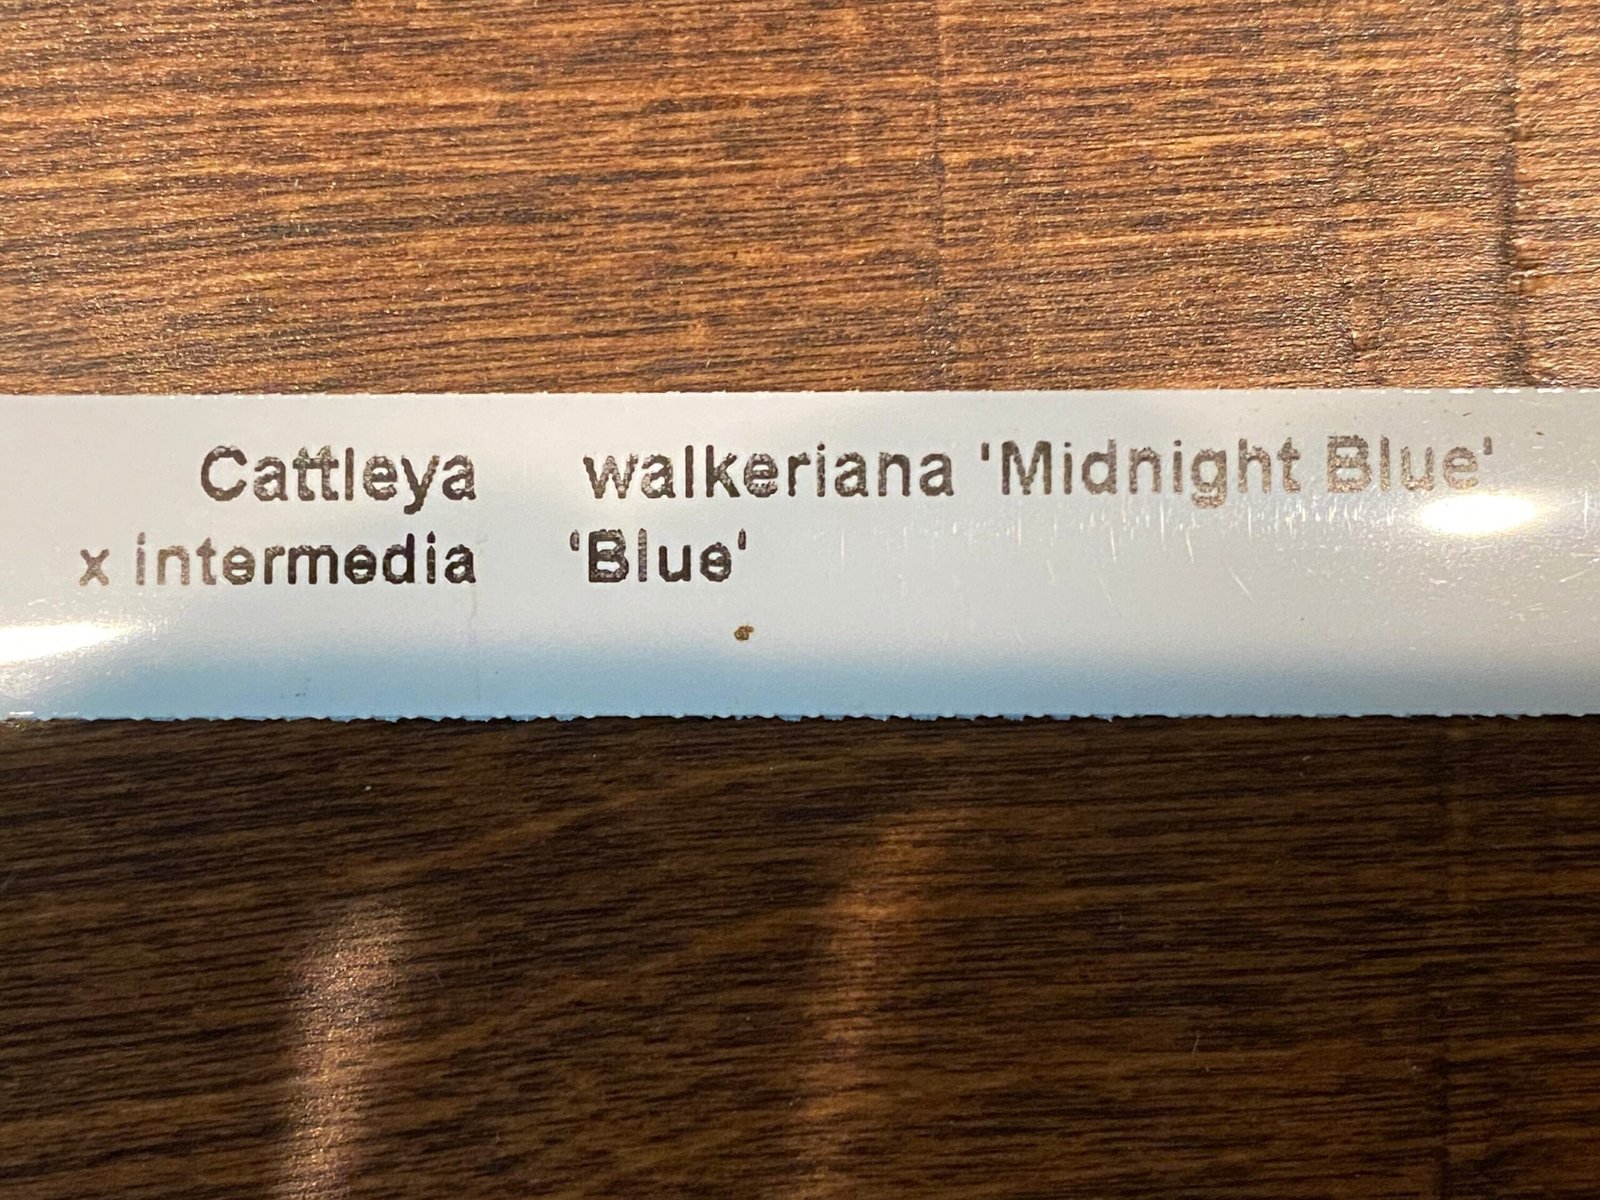 Cattleya walkeriana 'Midnight Blue'
x intermedia 'Blue'